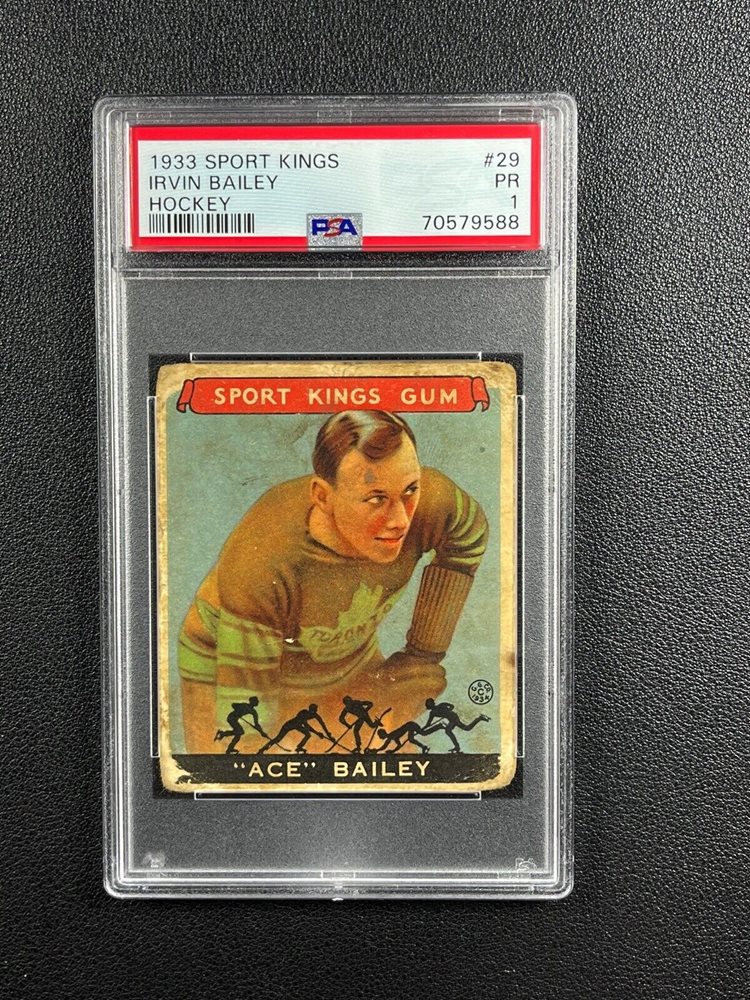 1933 SPORT KINGS #29
IRVIN BAILEY PR
HOCKEY 1
PSA 70579588
SPORT KINGS GUM
TORONTO
"ACE" BAILEY